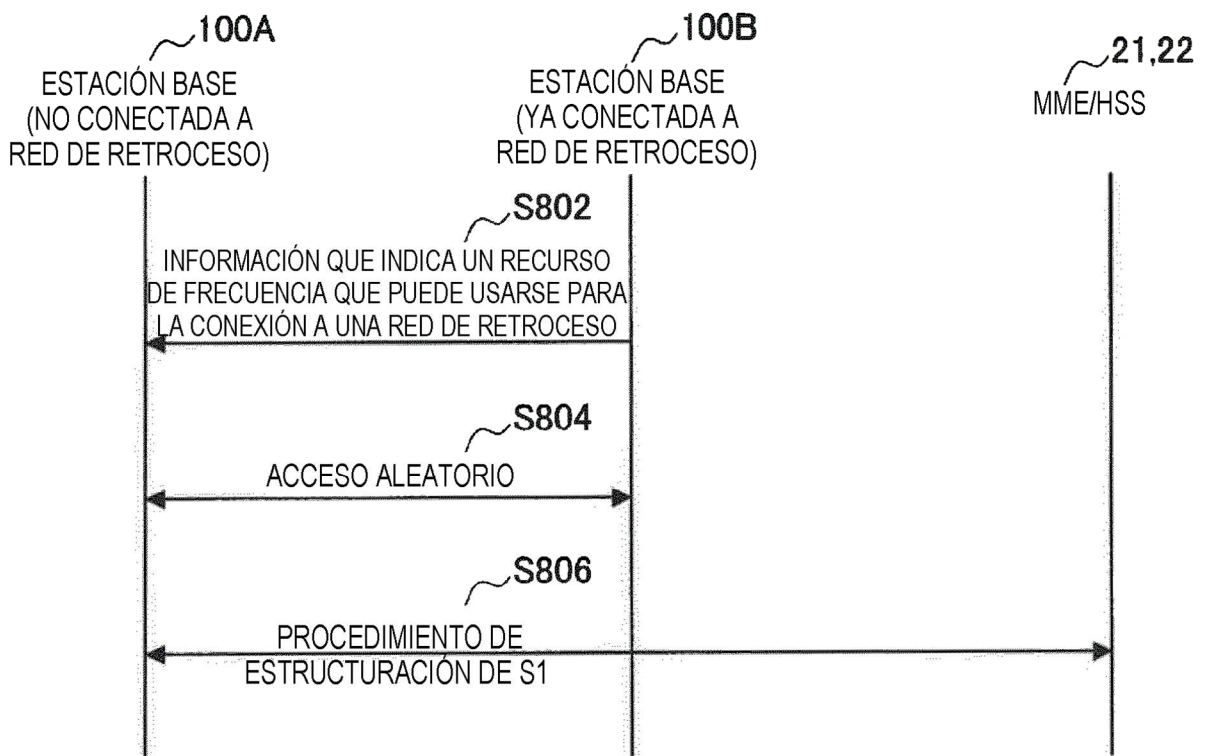 100A
ESTACIÓN BASE
(NO CONECTADA A
RED DE RETROCESO)
100B
ESTACIÓN BASE
(YA CONECTADA A
RED DE RETROCESO)
21,22
MME/HSS
S802
INFORMACIÓN QUE INDICA UN RECURSO
DE FRECUENCIA QUE PUEDE USARSE PARA
LA CONEXIÓN A UNA RED DE RETROCESO
S804
ACCESO ALEATORIO
S806
PROCEDIMIENTO DE
ESTRUCTURACIÓN DE S1